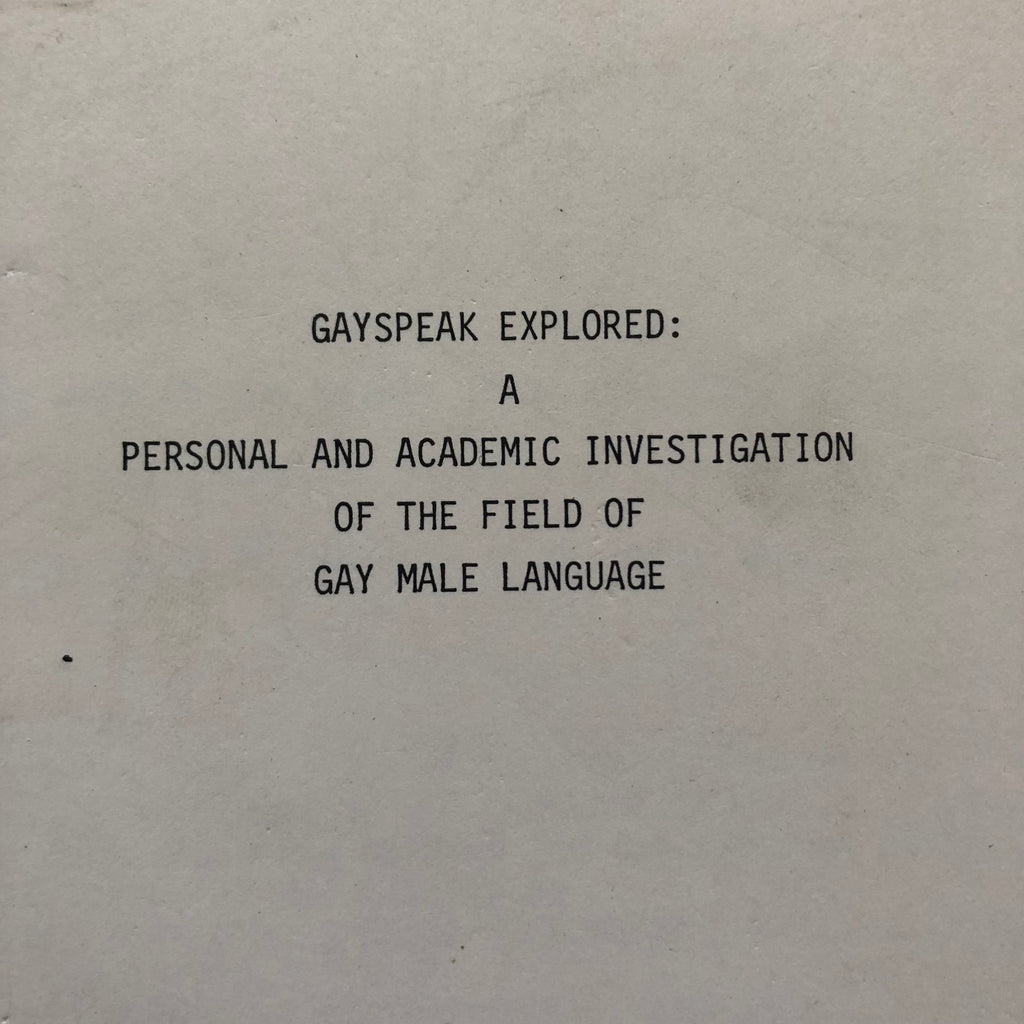 GAYSPEAK EXPLORED:
A
PERSONAL AND ACADEMIC INVESTIGATION
OF THE FIELD OF
GAY MALE LANGUAGE